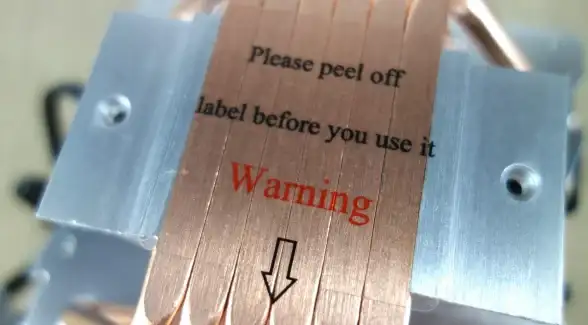 Please peel off
label before you use it
Warning